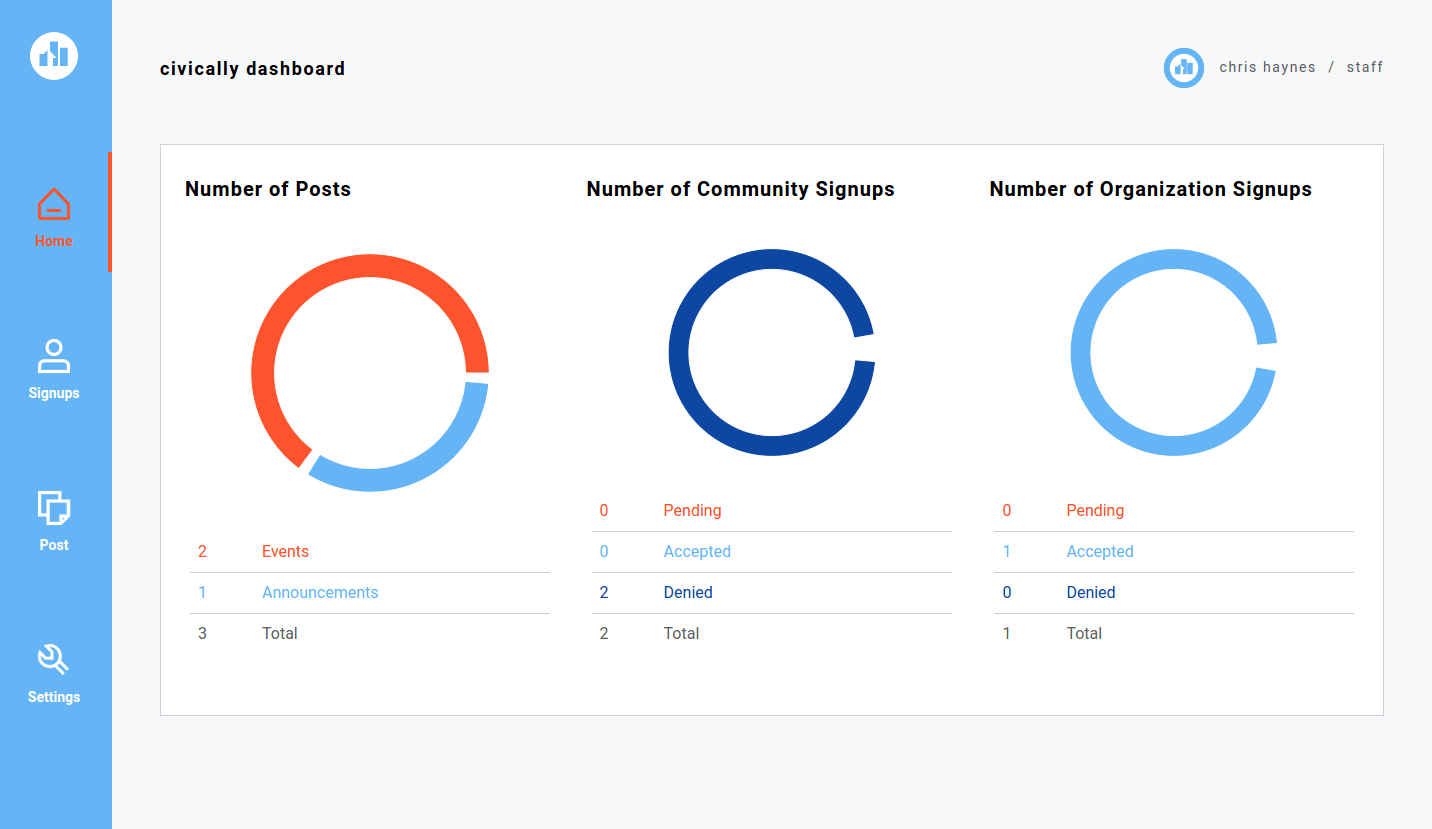 civically dashboard
chris haynes / staff
Home
Signups
Post
Settings
Number of Posts
2 Events
1 Announcements
3 Total
Number of Community Signups
0 Pending
0 Accepted
2 Denied
2 Total
Number of Organization Signups
0 Pending
1 Accepted
0 Denied
1 Total